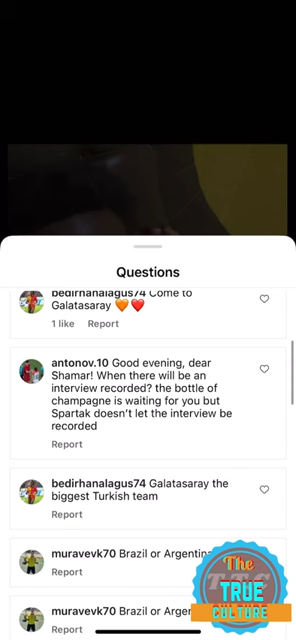 Questions
bedirhanalagus74 Come to
Galatasaray 🧡❤️
1 like Report
antonov.10 Good evening, dear
Shamar! When there will be an
interview recorded? the bottle of
champagne is waiting for you but
Spartak doesn't let the interview be
recorded
Report
bedirhanalagus74 Galatasaray the
biggest Turkish team
Report
muravevk70 Brazil or Argentina
Report
muravevk70 Brazil or
Report
The
TRUE
CULTURE